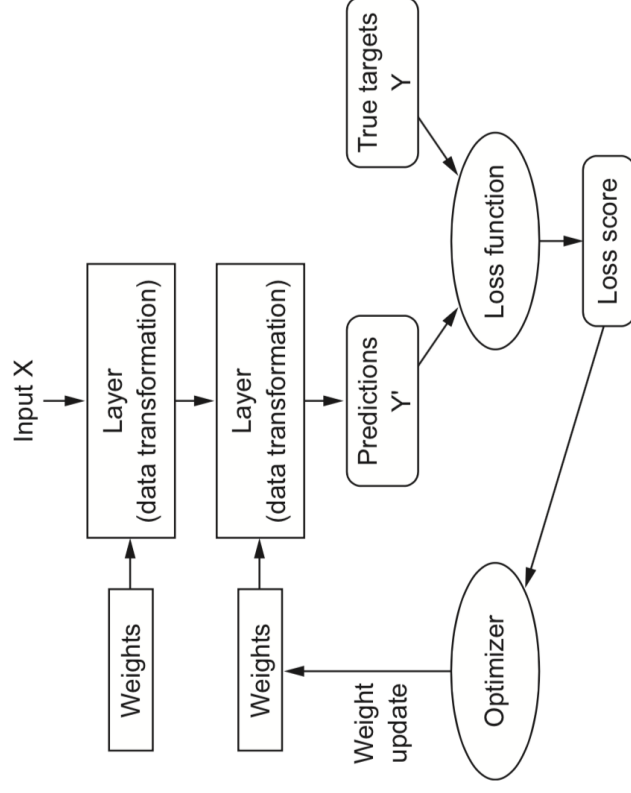 Input X
Weights
Layer
(data transformation)
Weights
Layer
(data transformation)
Weight
update
Predictions
Y'
True targets
Y
Optimizer
Loss function
Loss score